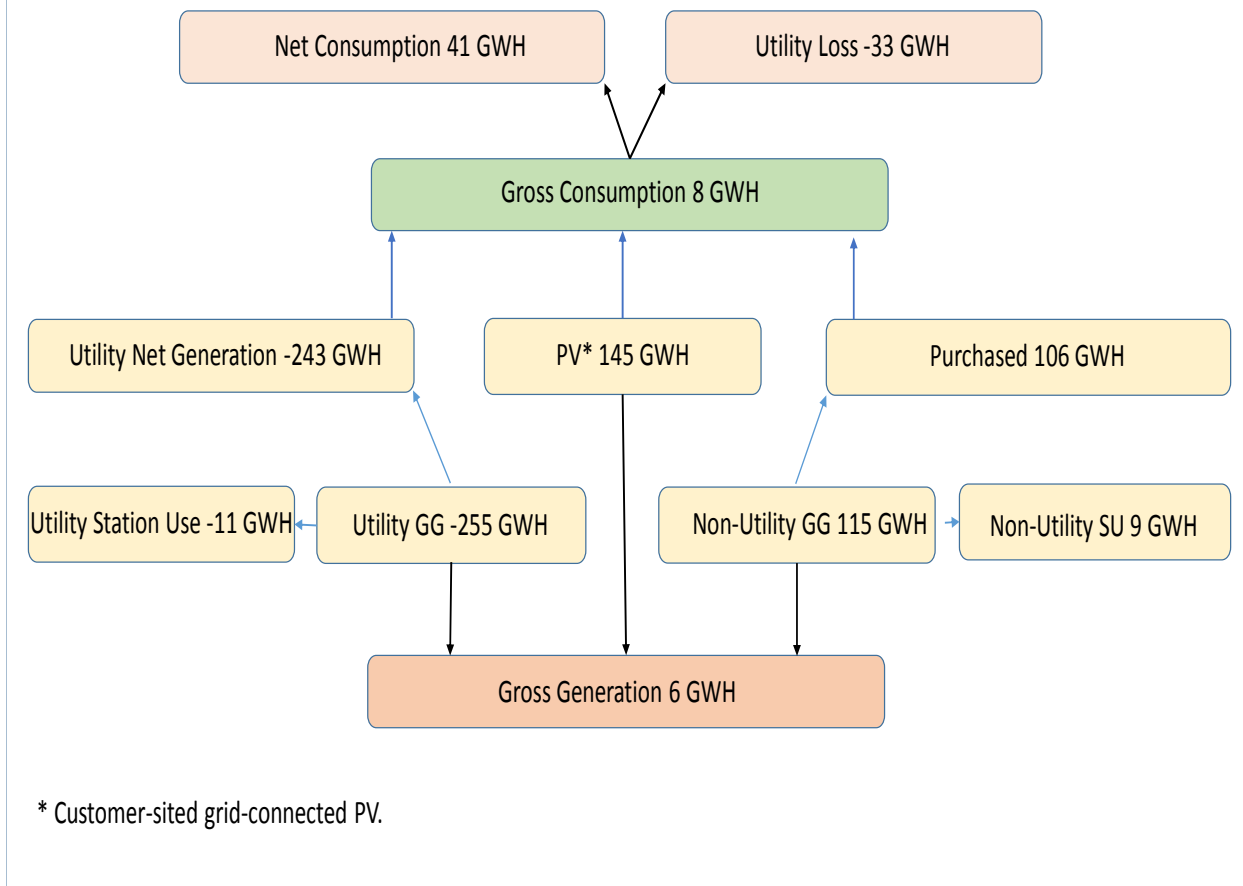 Net Consumption 41 GWH
Utility Loss -33 GWH
Gross Consumption 8 GWH
Utility Net Generation -243 GWH
PV* 145 GWH
Purchased 106 GWH
Utility Station Use -11 GWH
Utility GG -255 GWH
Non-Utility GG 115 GWH
Non-Utility SU 9 GWH
Gross Generation 6 GWH
* Customer-sited grid-connected PV.